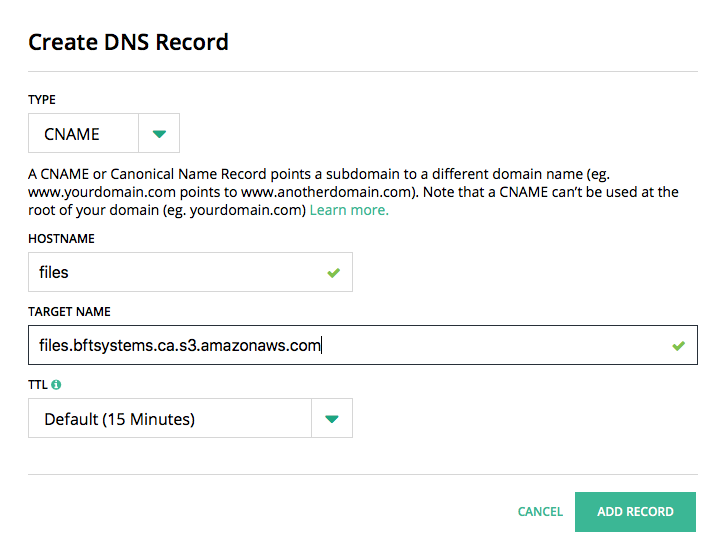 Create DNS Record
TYPE
CNAME
A CNAME or Canonical Name Record points a subdomain to a different domain name (eg.
www.yourdomain.com points to www.anotherdomain.com). Note that a CNAME can’t be used at the
root of your domain (eg. yourdomain.com) Learn more.
HOSTNAME
files
TARGET NAME
files.bftsystems.ca.s3.amazonaws.com
TTL
Default (15 Minutes)
CANCEL ADD RECORD